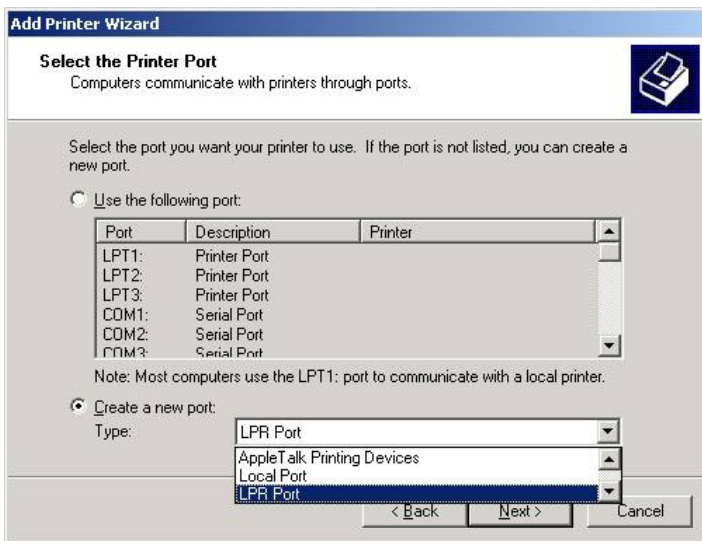 Add Printer Wizard
Select the Printer Port
Computers communicate with printers through ports.
Select the port you want your printer to use. If the port is not listed, you can create a
new port.
Use the following port:
Port Description Printer
LPT1: Printer Port
LPT2: Printer Port
LPT3: Printer Port
COM1: Serial Port
COM2: Serial Port
COM3: Serial Port
Note: Most computers use the LPT1: port to communicate with a local printer.
Create a new port:
Type: LPR Port
AppleTalk Printing Devices
Local Port
LPR Port
< Back Next > Cancel